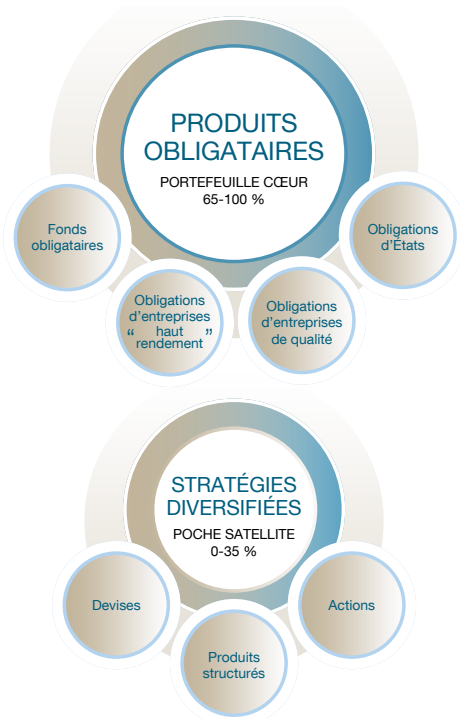 PRODUITS
OBLIGATAIRES
PORTEFEUILLE CŒUR
65-100 %
Fonds
obligataires
Obligations
d'entreprises
“ haut ”
rendement
Obligations
d'entreprises
de qualité
Obligations
d'États
STRATÉGIES
DIVERSIFIÉES
POCHE SATELLITE
0-35 %
Devises
Produits
structurés
Actions